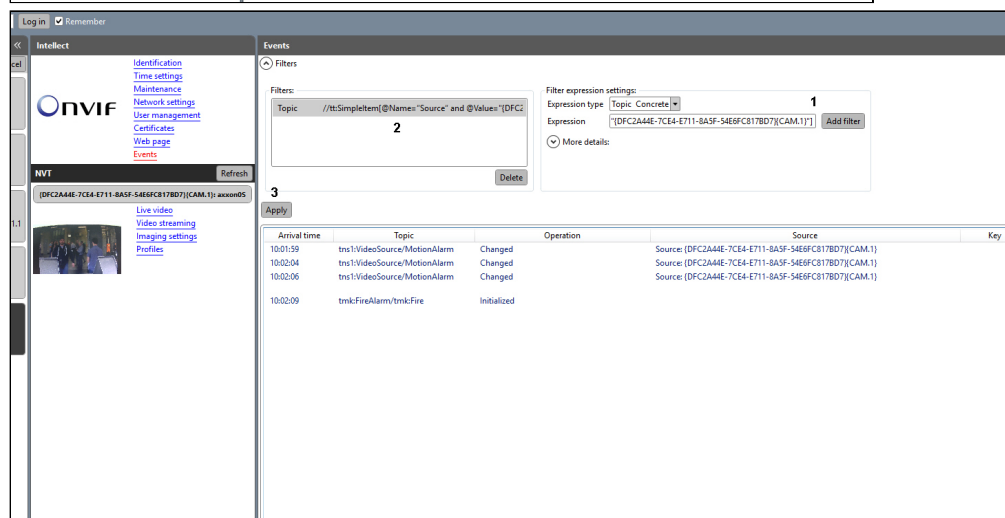 Log in Remember
«
Intellect
Events
cel
Identification
Time settings
Maintenance
Network settings
User management
Certificates
Web page
Events
ONVIF
Filters
Filters:
Topic //tt:SimpleItem[@Name="Source" and @Value="{DFC2
2
Delete
Filter expression settings:
Expression type Topic Concrete
1
Expression "{DFC2A44E-7CE4-E711-8A5F-54E6FC817BD7}{CAM.1}"] Add filter
More details:
NVT Refresh
{DFC2A44E-7CE4-E711-8A5F-54E6FC817BD7}{CAM.1}: axxon0S
1.1
Live video
Video streaming
Imaging settings
Profiles
3
Apply
Arrival time Topic Operation Source Key
10:01:59 tns1:VideoSource/MotionAlarm Changed Source: {DFC2A44E-7CE4-E711-8A5F-54E6FC817BD7}{CAM.1}
10:02:04 tns1:VideoSource/MotionAlarm Changed Source: {DFC2A44E-7CE4-E711-8A5F-54E6FC817BD7}{CAM.1}
10:02:06 tns1:VideoSource/MotionAlarm Changed Source: {DFC2A44E-7CE4-E711-8A5F-54E6FC817BD7}{CAM.1}
10:02:09 tmk:FireAlarm/tmk:Fire Initialized